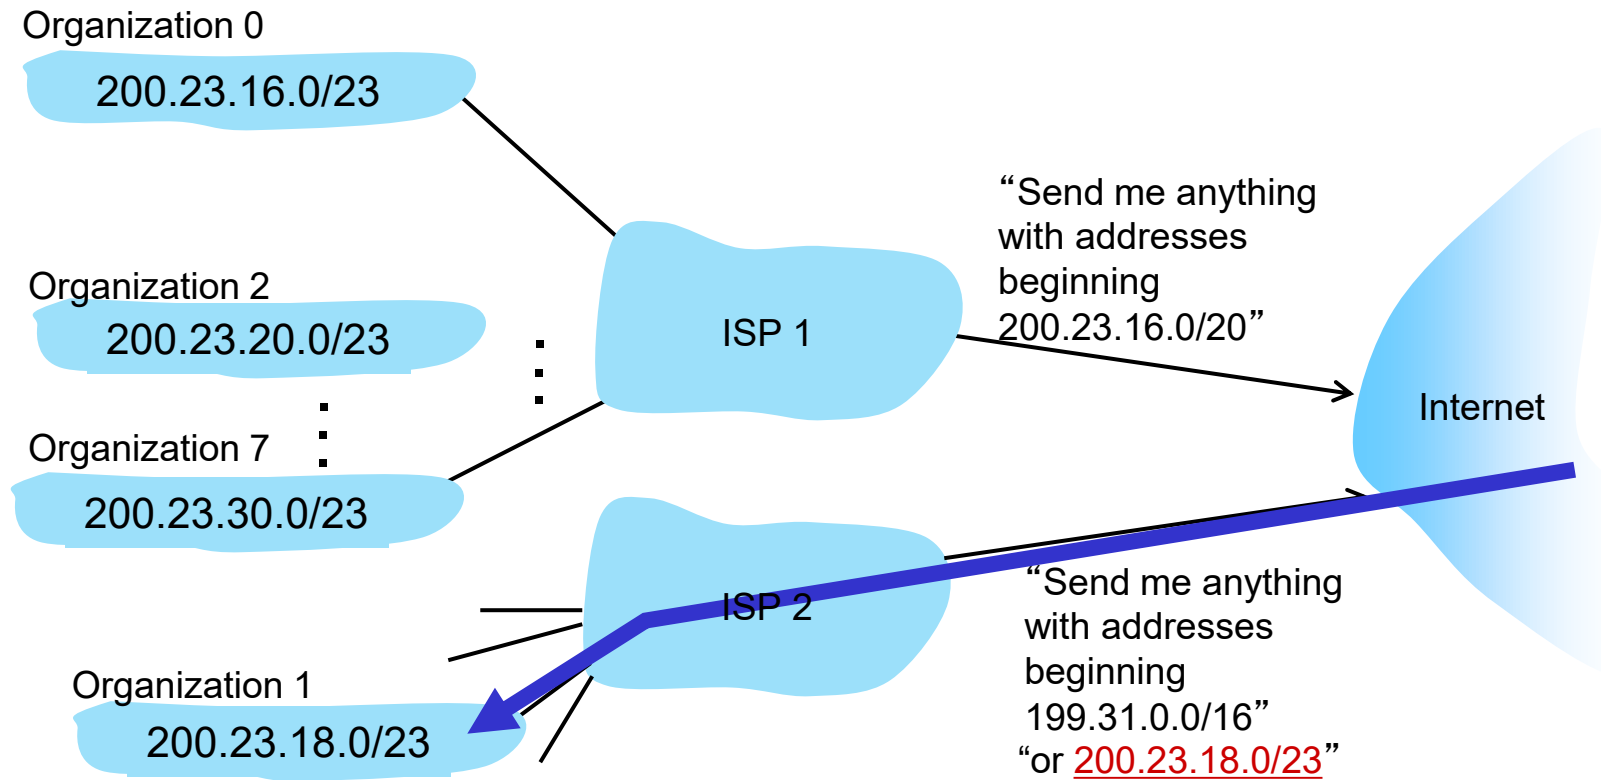 Organization 0
200.23.16.0/23
Organization 2
200.23.20.0/23
Organization 7
200.23.30.0/23
ISP 1
“Send me anything
with addresses
beginning
200.23.16.0/20”
Internet
ISP 2
“Send me anything
with addresses
beginning
199.31.0.0/16”
“or 200.23.18.0/23”
Organization 1
200.23.18.0/23